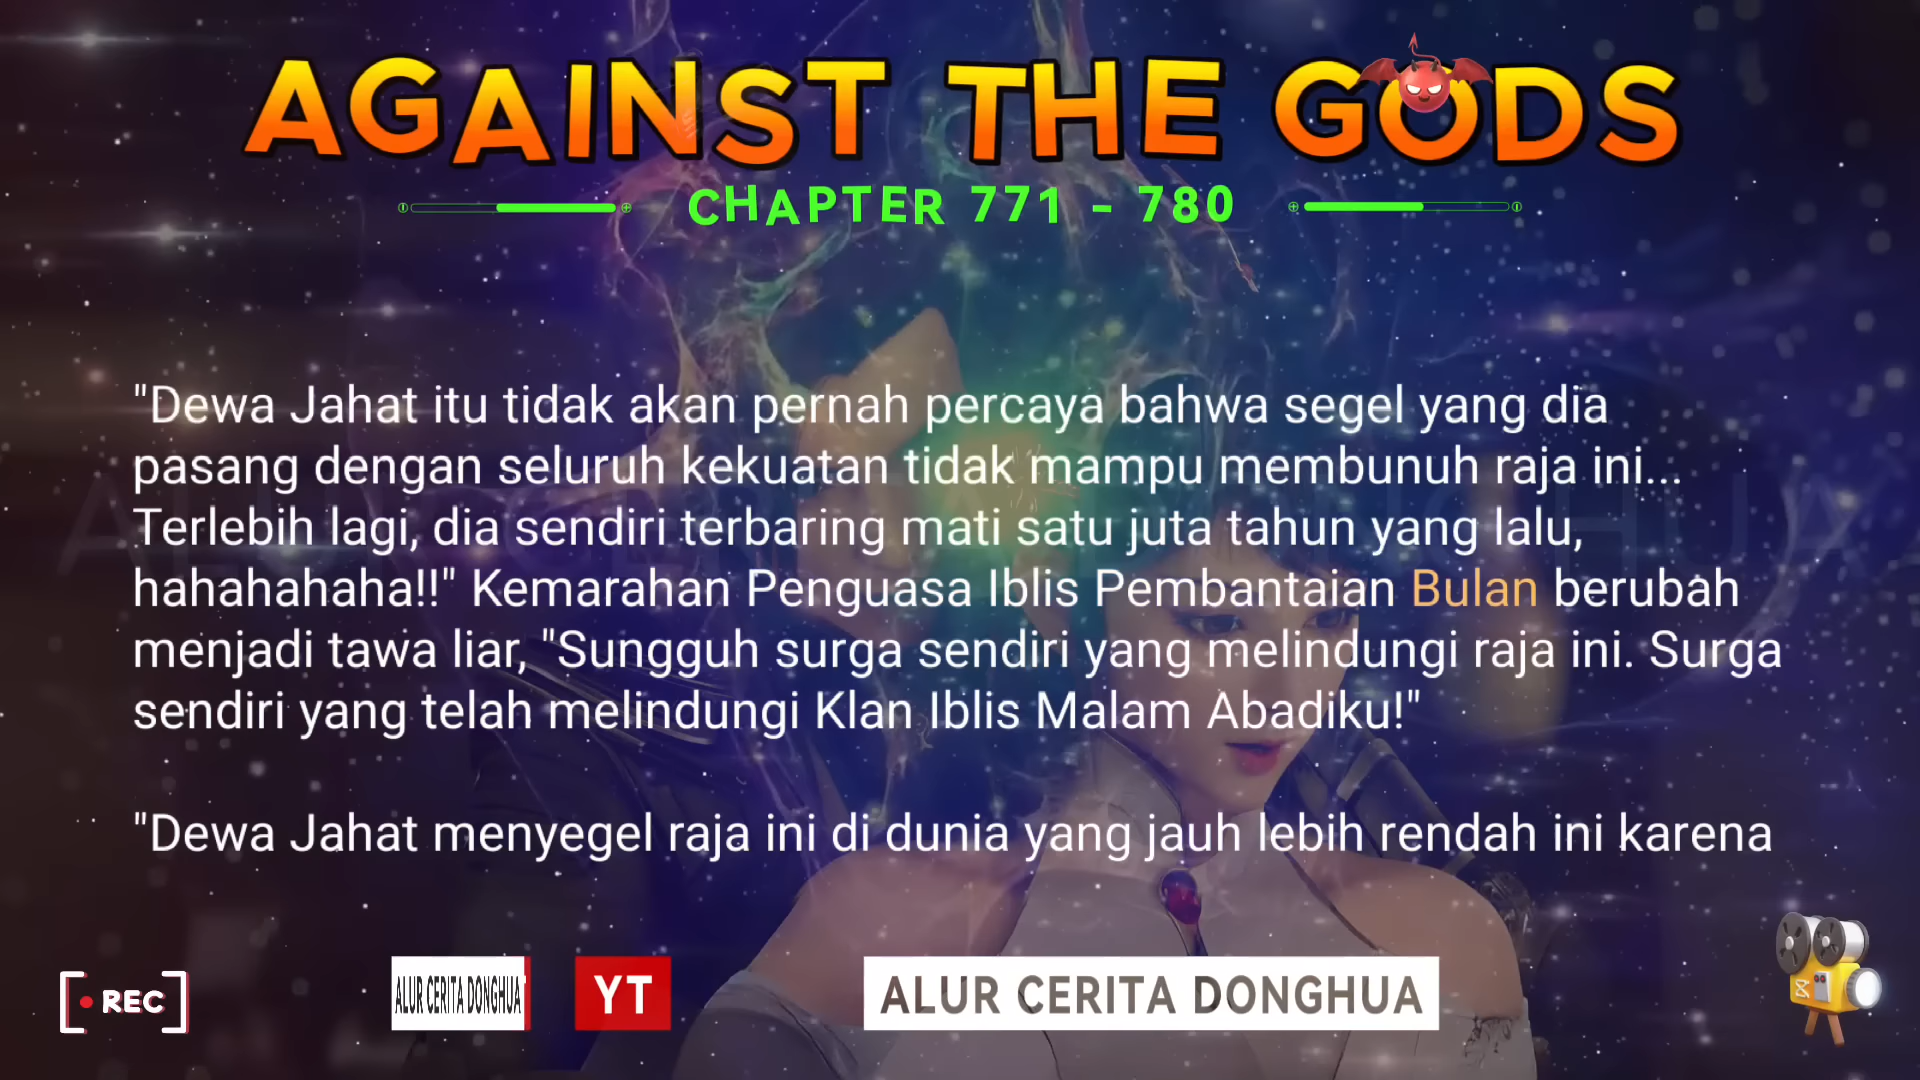 AGAINST THE GODS
CHAPTER 771 - 780
"Dewa Jahat itu tidak akan pernah percaya bahwa segel yang dia
pasang dengan seluruh kekuatan tidak mampu membunuh raja ini...
Terlebih lagi, dia sendiri terbaring mati satu juta tahun yang lalu,
hahahahaha!!" Kemarahan Penguasa Iblis Pembantaian Bulan berubah
menjadi tawa liar, "Sungguh surga sendiri yang melindungi raja ini. Surga
sendiri yang telah melindungi Klan Iblis Malam Abadiku!"
"Dewa Jahat menyegel raja ini di dunia yang jauh lebih rendah ini karena
REC
ALUR CERITA DONGHUA
YT
ALUR CERITA DONGHUA